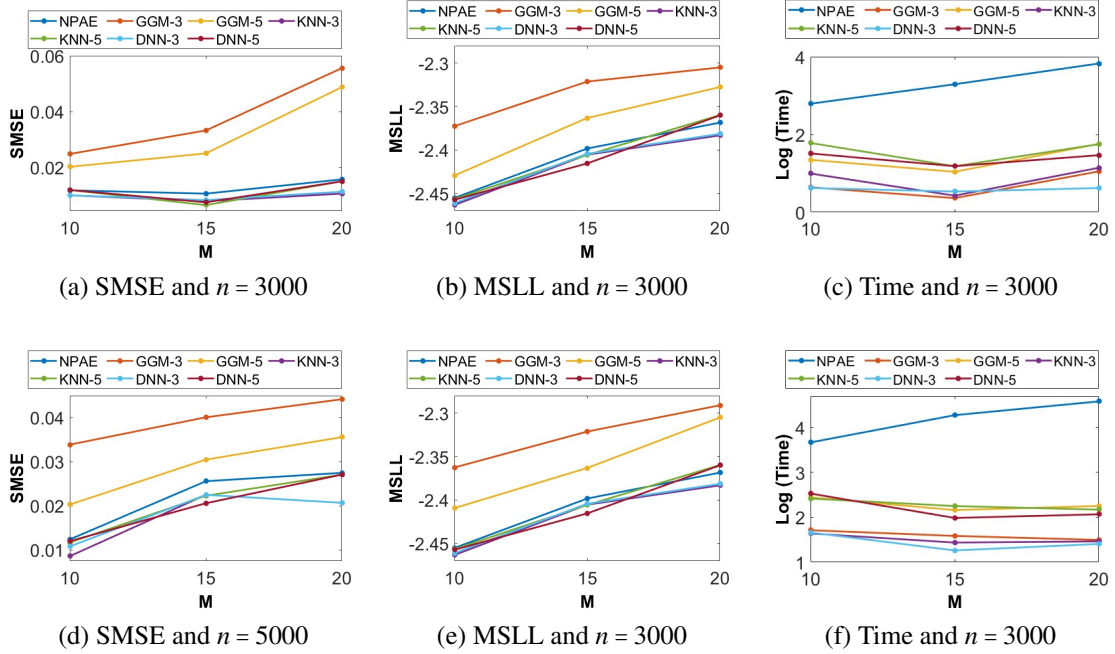 NPAE GGM-3 GGM-5 KNN-3
KNN-5 DNN-3 DNN-5
0.06
0.04
0.02
SMSE
10 15 20
M
(a) SMSE and n = 3000
NPAE GGM-3 GGM-5 KNN-3
KNN-5 DNN-3 DNN-5
-2.3
-2.35
-2.4
-2.45
MSLL
10 15 20
M
(b) MSLL and n = 3000
NPAE GGM-3 GGM-5 KNN-3
KNN-5 DNN-3 DNN-5
4
2
0
Log (Time)
10 15 20
M
(c) Time and n = 3000
NPAE GGM-3 GGM-5 KNN-3
KNN-5 DNN-3 DNN-5
0.04
0.03
0.02
0.01
SMSE
10 15 20
M
(d) SMSE and n = 5000
NPAE GGM-3 GGM-5 KNN-3
KNN-5 DNN-3 DNN-5
-2.3
-2.35
-2.4
-2.45
MSLL
10 15 20
M
(e) MSLL and n = 3000
NPAE GGM-3 GGM-5 KNN-3
KNN-5 DNN-3 DNN-5
4
3
2
1
Log (Time)
10 15 20
M
(f) Time and n = 3000